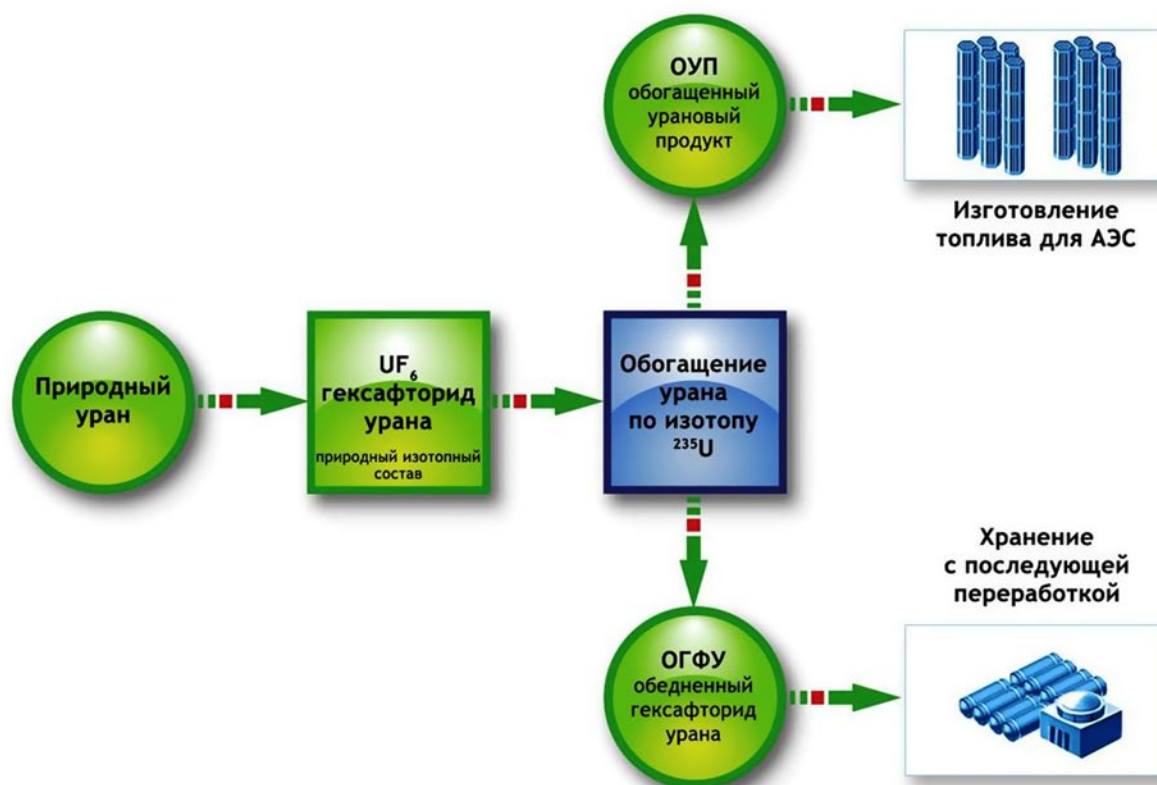 ОУП
обогащенный
урановый
продукт
Изготовление
топлива для АЭС
Природный
уран
UF₆
гексафторид
урана
природный изотопный
состав
Обогащение
урана
по изотопу
²³⁵U
Хранение
с последующей
переработкой
ОГФУ
обедненный
гексафторид
урана